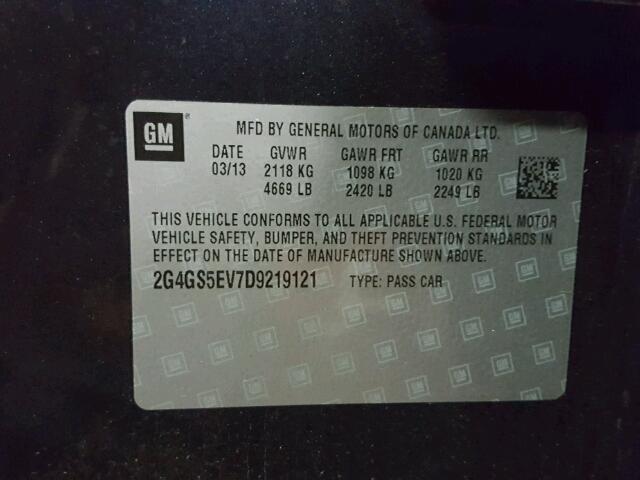 GM ® MFD BY GENERAL MOTORS OF CANADA LTD.
DATE GVWR GAWR FRT GAWR RR
03/13 2118 KG 1098 KG 1020 KG
4669 LB 2420 LB 2249 LB
THIS VEHICLE CONFORMS TO ALL APPLICABLE U.S. FEDERAL MOTOR
VEHICLE SAFETY, BUMPER, AND THEFT PREVENTION STANDARDS IN
EFFECT ON THE DATE OF MANUFACTURE SHOWN ABOVE.
2G4GS5EV7D9219121 TYPE: PASS CAR